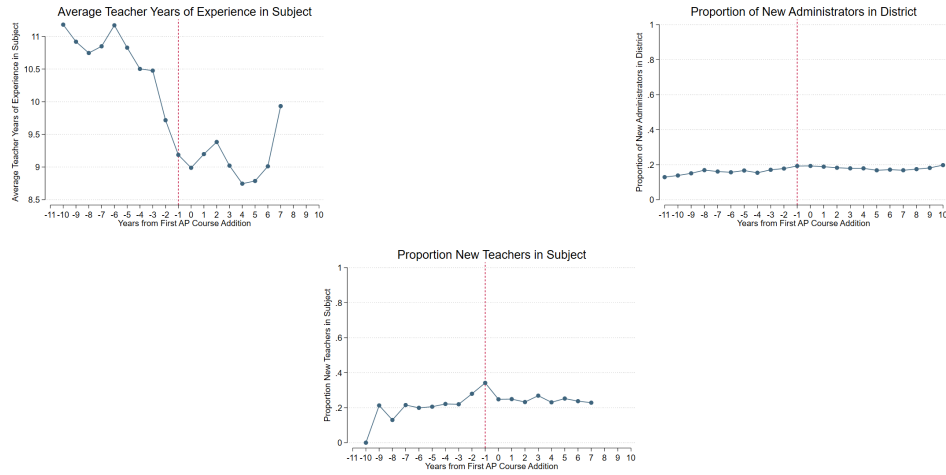 Average Teacher Years of Experience in Subject
Average Teacher Years of Experience in Subject
11
10.5
10
9.5
9
8.5
-11 -10 -9 -8 -7 -6 -5 -4 -3 -2 -1 0 1 2 3 4 5 6 7 8 9 10
Years from First AP Course Addition
Proportion of New Administrators in District
Proportion of New Administrators in District
1
.8
.6
.4
.2
0
-11 -10 -9 -8 -7 -6 -5 -4 -3 -2 -1 0 1 2 3 4 5 6 7 8 9 10
Years from First AP Course Addition
Proportion New Teachers in Subject
Proportion New Teachers in Subject
1
.8
.6
.4
.2
0
-11 -10 -9 -8 -7 -6 -5 -4 -3 -2 -1 0 1 2 3 4 5 6 7 8 9 10
Years from First AP Course Addition